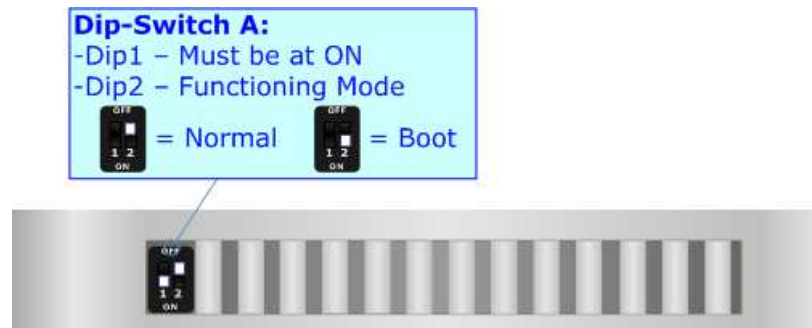 Dip-Switch A:
-Dip1 – Must be at ON
-Dip2 – Functioning Mode
OFF
1 2
ON
= Normal
OFF
1 2
ON
= Boot
OFF
1 2
ON